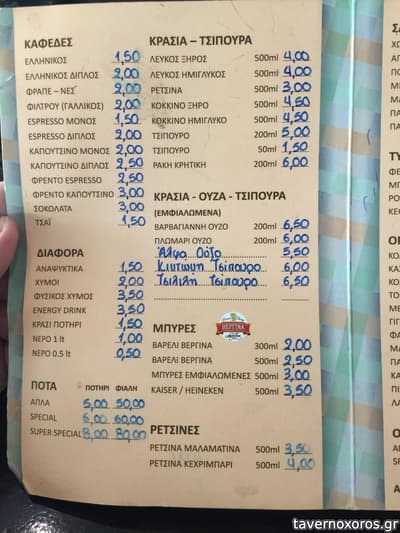 ΚΑΦΕΔΕΣ
ΕΛΛΗΝΙΚΟΣ 1,50
ΕΛΛΗΝΙΚΟΣ ΔΙΠΛΟΣ 2,00
ΦΡΑΠΕ – ΝΕΣ 2,00
ΦΙΛΤΡΟΥ (ΓΑΛΛΙΚΟΣ) 2,00
ESPRESSO ΜΟΝΟΣ 1,50
ESPRESSO ΔΙΠΛΟΣ 2,00
ΚΑΠΟΥΤΣΙΝΟ ΜΟΝΟΣ 2,00
ΚΑΠΟΥΤΣΙΝΟ ΔΙΠΛΟΣ 2,50
ΦΡΕΝΤΟ ESPRESSO 2,50
ΦΡΕΝΤΟ ΚΑΠΟΥΤΣΙΝΟ 3,00
ΣΟΚΟΛΑΤΑ 3,00
ΤΣΑΪ 1,50
ΔΙΑΦΟΡΑ
ΑΝΑΨΥΚΤΙΚΑ 1,50
ΧΥΜΟΙ 2,00
ΦΥΣΙΚΟΣ ΧΥΜΟΣ 3,50
ENERGY DRINK 3,50
ΚΡΑΣΙ ΠΟΤΗΡΙ 1,50
ΝΕΡΟ 1 lt 1,00
ΝΕΡΟ 0.5 lt 0,50
ΠΟΤΑ ΠΟΤΗΡΙ ΦΙΑΛΗ
ΑΠΛΑ 5,00 50,00
SPECIAL 6,00 60,00
SUPER SPECIAL 8,00 80,00
ΚΡΑΣΙΑ – ΤΣΙΠΟΥΡΑ
ΛΕΥΚΟΣ ΞΗΡΟΣ 500ml 4,00
ΛΕΥΚΟΣ ΗΜΙΓΛΥΚΟΣ 500ml 4,00
ΡΕΤΣΙΝΑ 500ml 3,00
ΚΟΚΚΙΝΟ ΞΗΡΟ 500ml 4,50
ΚΟΚΚΙΝΟ ΗΜΙΓΛΥΚΟ 500ml 4,50
ΤΣΙΠΟΥΡΟ 200ml 5,00
ΤΣΙΠΟΥΡΟ 50ml 1,50
ΡΑΚΗ ΚΡΗΤΙΚΗ 200ml 6,00
ΚΡΑΣΙΑ - ΟΥΖΑ - ΤΣΙΠΟΥΡΑ
(ΕΜΦΙΑΛΩΜΕΝΑ)
ΒΑΡΒΑΓΙΑΝΝΗ ΟΥΖΟ 200ml 6,50
ΠΛΩΜΑΡΙ ΟΥΖΟ 200ml 6,00
Άλφα Ούζο 5,50
Κιντώνη Τσίπουρο 6,00
Τσιλιλή Τσίπουρο 6,50
ΜΠΥΡΕΣ ΒΕΡΓΙΝΑ
ΒΑΡΕΛΙ ΒΕΡΓΙΝΑ 300ml 2,00
ΒΑΡΕΛΙ ΒΕΡΓΙΝΑ 500ml 2,50
ΜΠΥΡΕΣ ΕΜΦΙΑΛΩΜΕΝΕΣ 500ml 3,00
KAISER / HEINEKEN 500ml 3,50
ΡΕΤΣΙΝΕΣ
ΡΕΤΣΙΝΑ ΜΑΛΑΜΑΤΙΝΑ 500ml 3,50
ΡΕΤΣΙΝΑ ΚΕΧΡΙΜΠΑΡΙ 500ml 4,00
tavernoxoros.gr